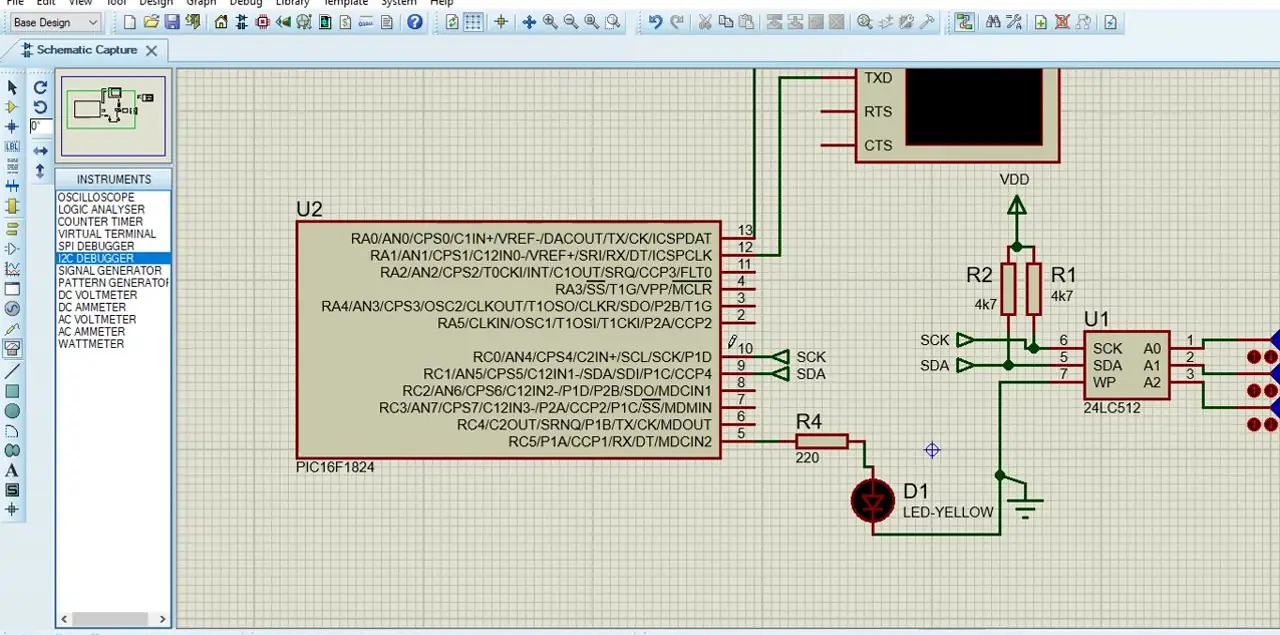 File Edit View Tool Design Graph Debug Library Template System Help
Base Design
Schematic Capture
0°
LBL
INSTRUMENTS
OSCILLOSCOPE
LOGIC ANALYSER
COUNTER TIMER
VIRTUAL TERMINAL
SPI DEBUGGER
I2C DEBUGGER
SIGNAL GENERATOR
PATTERN GENERATOR
DC VOLTMETER
DC AMMETER
AC VOLTMETER
AC AMMETER
WATTMETER
A
S
TXD
RTS
CTS
VDD
U2
RA0/AN0/CPS0/C1IN+/VREF-/DACOUT/TX/CK/ICSPDAT 13
RA1/AN1/CPS1/C12IN0-/VREF+/SRI/RX/DT/ICSPCLK 12
RA2/AN2/CPS2/T0CKI/INT/C1OUT/SRQ/CCP3/FLT0 11
RA3/SS/T1G/VPP/MCLR 4
RA4/AN3/CPS3/OSC2/CLKOUT/T1OSO/CLKR/SDO/P2B/T1G 3
RA5/CLKIN/OSC1/T1OSI/T1CKI/P2A/CCP2 2
RC0/AN4/CPS4/C2IN+/SCL/SCK/P1D 10 SCK
RC1/AN5/CPS5/C12IN1-/SDA/SDI/P1C/CCP4 9 SDA
RC2/AN6/CPS6/C12IN2-/P1D/P2B/SDO/MDCIN1 8
RC3/AN7/CPS7/C12IN3-/P2A/CCP2/P1C/SS/MDMIN 7
RC4/C2OUT/SRNQ/P1B/TX/CK/MDOUT 6
RC5/P1A/CCP1/RX/DT/MDCIN2 5
PIC16F1824
R4
220
D1
LED-YELLOW
R2
4k7
R1
4k7
U1
SCK 6 SCK A0 1
SDA 5 SDA A1 2
7 WP A2 3
24LC512